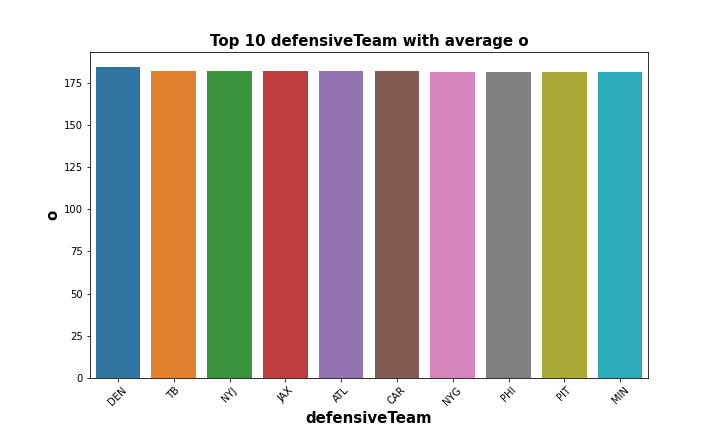 Top 10 defensiveTeam with average o
o
175
150
125
100
75
50
25
0
DEN
TB
NYJ
JAX
ATL
CAR
NYG
PHI
PIT
MIN
defensiveTeam